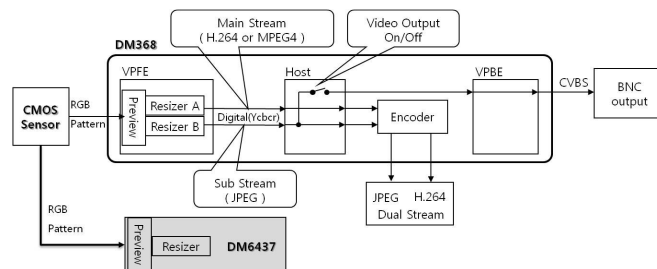 Main Stream
( H.264 or MPEG4 )
Video Output
On/Off
DM368
VPFE
Host
VPBE
CVBS
BNC
output
CMOS
Sensor
RGB
Pattern
Preview
Resizer A
Resizer B
Digital(Ycbcr)
Encoder
Sub Stream
( JPEG )
JPEG H.264
Dual Stream
RGB
Pattern
Preview
Resizer
DM6437